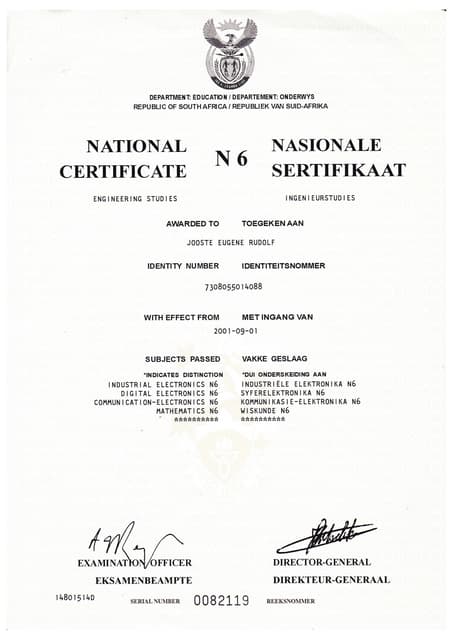 DEPARTMENT: EDUCATION / DEPARTEMENT: ONDERWYS
REPUBLIC OF SOUTH AFRICA / REPUBLIEK VAN SUID-AFRIKA
NATIONAL CERTIFICATE N 6 NASIONALE SERTIFIKAAT
ENGINEERING STUDIES INGENIEURSTUDIES
AWARDED TO TOEGEKEN AAN
JOOSTE EUGENE RUDOLF
IDENTITY NUMBER IDENTITEITSNOMMER
7308055014088
WITH EFFECT FROM MET INGANG VAN
2001-09-01
SUBJECTS PASSED VAKKE GESLAAG
*INDICATES DISTINCTION *DUI ONDERSKEIDING AAN
INDUSTRIAL ELECTRONICS N6 INDUSTRIËLE ELEKTRONIKA N6
DIGITAL ELECTRONICS N6 SYFERELEKTRONIKA N6
COMMUNICATION-ELECTRONICS N6 KOMMUNIKASIE-ELEKTRONIKA N6
MATHEMATICS N6 WISKUNDE N6
********** **********
EXAMINATION OFFICER DIRECTOR-GENERAL
EKSAMENBEAMPTE DIREKTEUR-GENERAAL
14801514D SERIAL NUMBER 0082119 REEKSNOMMER